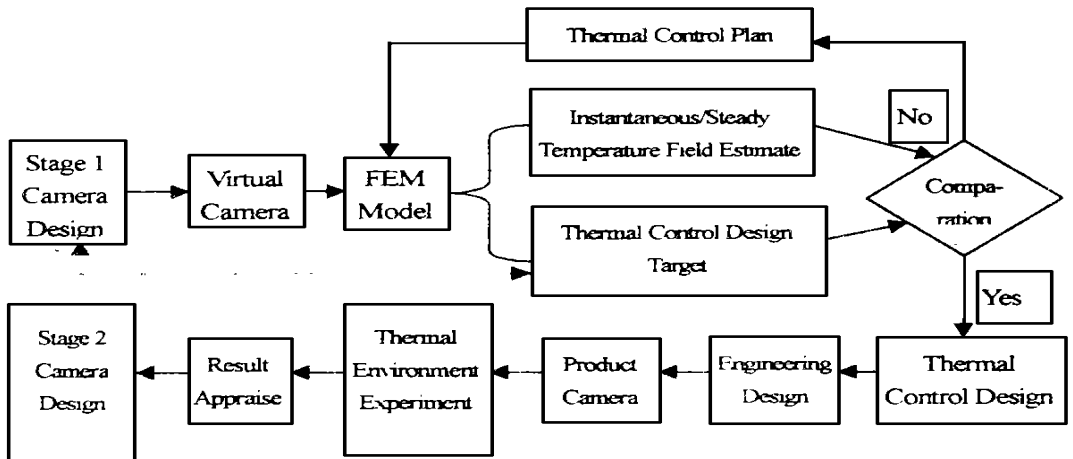 Thermal Control Plan
Instantaneous/Steady
Temperature Field Estimate
No
Stage 1
Camera
Design
Virtual
Camera
FEM
Model
Compa-
ration
Thermal Control Design
Target
Yes
Stage 2
Camera
Design
Result
Appraise
Thermal
Environment
Experiment
Product
Camera
Engineering
Design
Thermal
Control Design